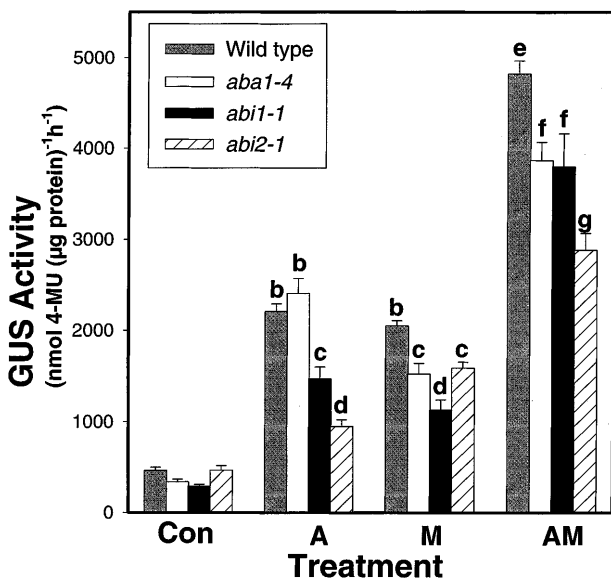 GUS Activity
(nmol 4-MU (µg protein)⁻¹h⁻¹)
5000
4000
3000
2000
1000
0
Wild type
aba1-4
abi1-1
abi2-1
b b c d
b c d c
e f f g
Con A M AM
Treatment